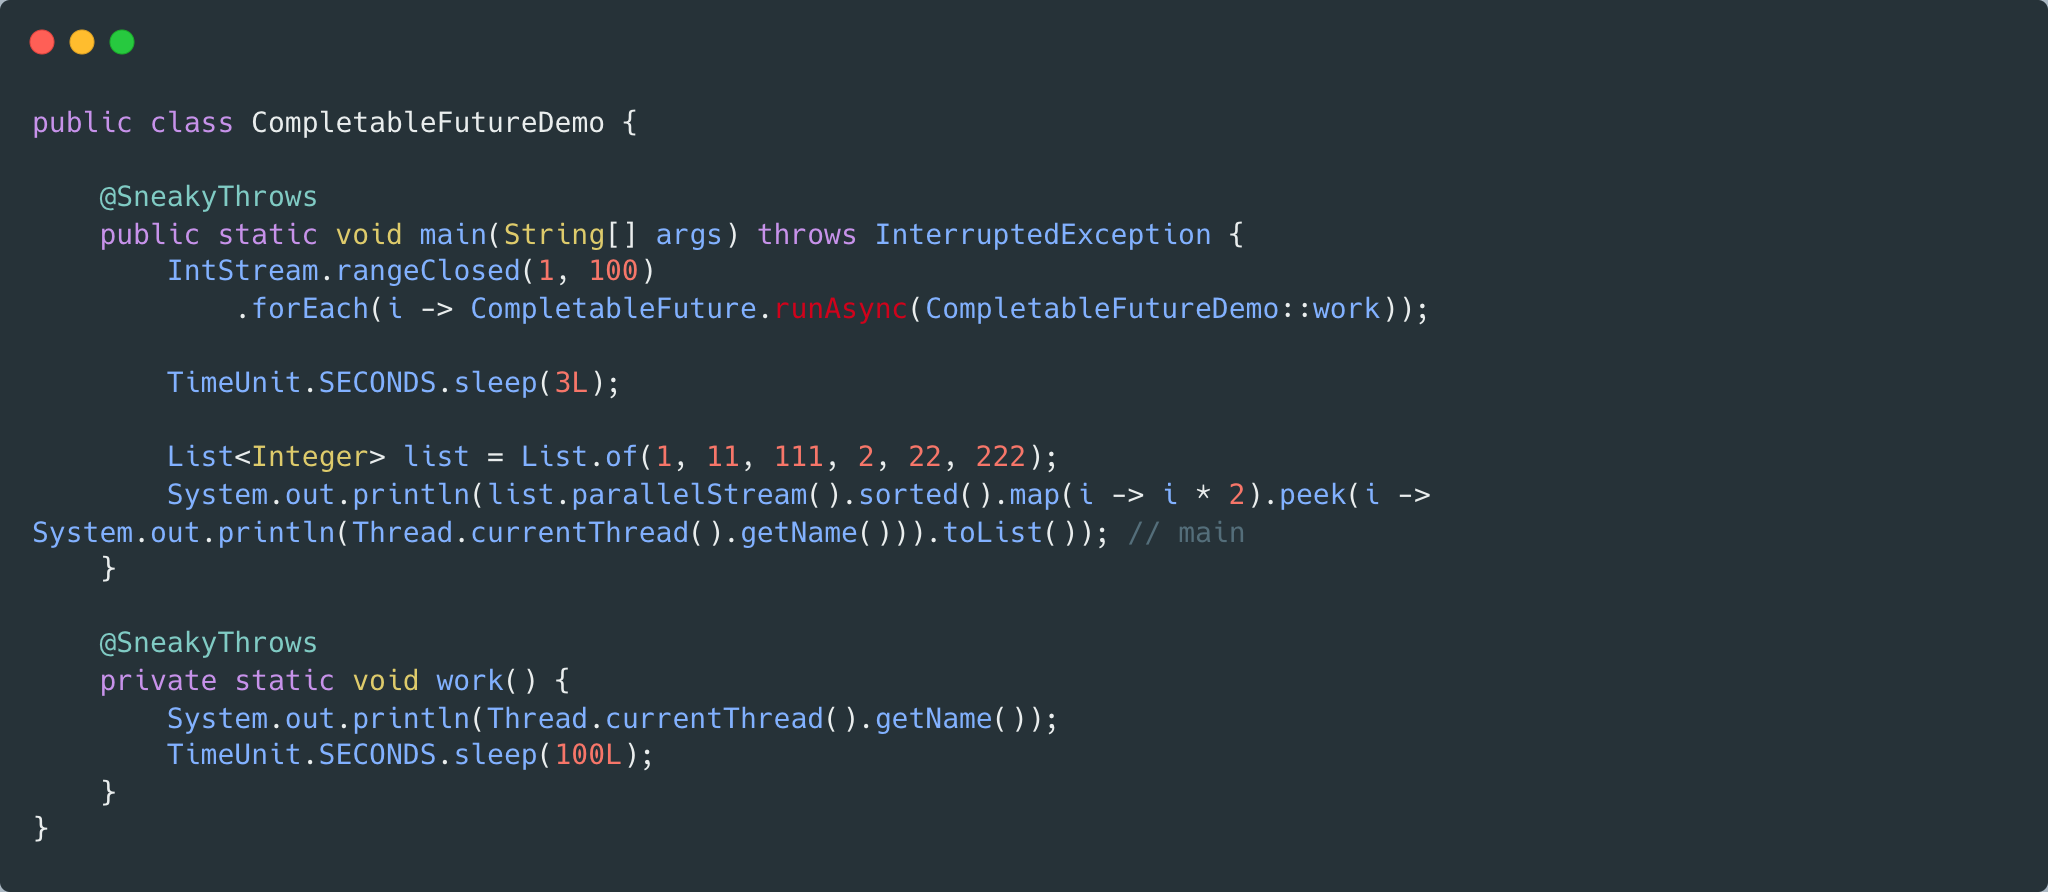 public class CompletableFutureDemo {
@SneakyThrows
public static void main(String[] args) throws InterruptedException {
IntStream.rangeClosed(1, 100)
.forEach(i -> CompletableFuture.runAsync(CompletableFutureDemo::work));
TimeUnit.SECONDS.sleep(3L);
List<Integer> list = List.of(1, 11, 111, 2, 22, 222);
System.out.println(list.parallelStream().sorted().map(i -> i * 2).peek(i ->
System.out.println(Thread.currentThread().getName())).toList()); // main
}
@SneakyThrows
private static void work() {
System.out.println(Thread.currentThread().getName());
TimeUnit.SECONDS.sleep(100L);
}
}